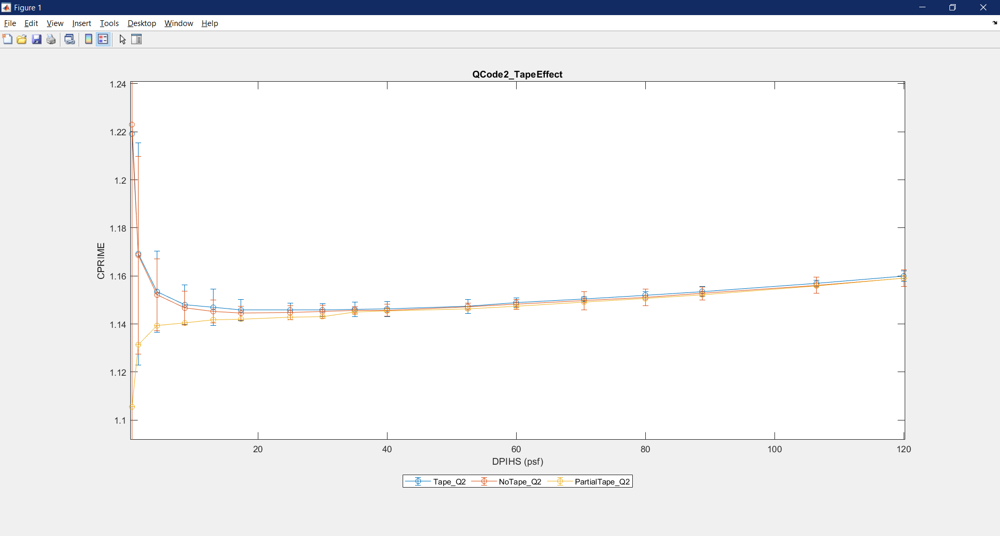 Figure 1
File Edit View Insert Tools Desktop Window Help
QCode2_TapeEffect
1.24
1.22
1.2
1.18
1.16
1.14
1.12
1.1
CPRIME
20 40 60 80 100 120
DPIHS (psf)
Tape_Q2 NoTape_Q2 PartialTape_Q2